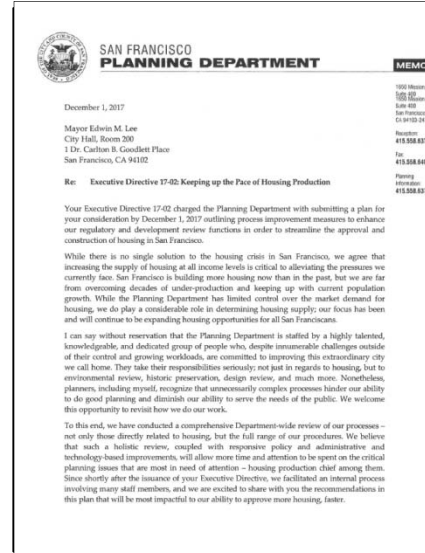 SAN FRANCISCO
PLANNING DEPARTMENT
MEMO
December 1, 2017
1650 Mission
Suite 400
San Francisco
Reception:
Mayor Edwin M. Lee
City Hall, Room 200
1 Dr. Carlton B. Goodlett Place
San Francisco, CA 94102
Fax:
Planning
Information:
Re: Executive Directive 17-02: Keeping up the Pace of Housing Production
Your Executive Directive 17-02 charged the Planning Department with submitting a plan for
your consideration by December 1, 2017 outlining process improvement measures to enhance
our regulatory and development review functions in order to streamline the approval and
construction of housing in San Francisco.
While there is no single solution to the housing crisis in San Francisco, we agree that
increasing the supply of housing at all income levels is critical to alleviating the pressures we
currently face. San Francisco is building more housing now than in the past, but we are far
from overcoming decades of under-production and keeping up with current population
growth. While the Planning Department has limited control over the market demand for
housing, we do play a considerable role in determining housing supply; our focus has been
and will continue to be expanding housing opportunities for all San Franciscans.
I can say without reservation that the Planning Department is staffed by a highly talented,
knowledgeable, and dedicated group of people who, despite innumerable challenges outside
of their control and growing workloads, are committed to improving this extraordinary city
we call home. They take their responsibilities seriously; not just in regards to housing, but to
environmental review, historic preservation, design review, and much more. Nonetheless,
planners, including myself, recognize that unnecessarily complex processes hinder our ability
to do good planning and diminish our ability to serve the needs of the public. We welcome
this opportunity to revisit how we do our work.
To this end, we have conducted a comprehensive Department-wide review of our processes –
not only those directly related to housing, but the full range of our procedures. We believe
that such a holistic review, coupled with responsive policy and administrative and
technology-based improvements, will allow more time and attention to be spent on the critical
planning issues that are most in need of attention – housing production chief among them.
Since shortly after the issuance of your Executive Directive, we facilitated an internal process
involving many staff members, and we are excited to share with you the recommendations in
this plan that will be most impactful to our ability to approve more housing, faster.